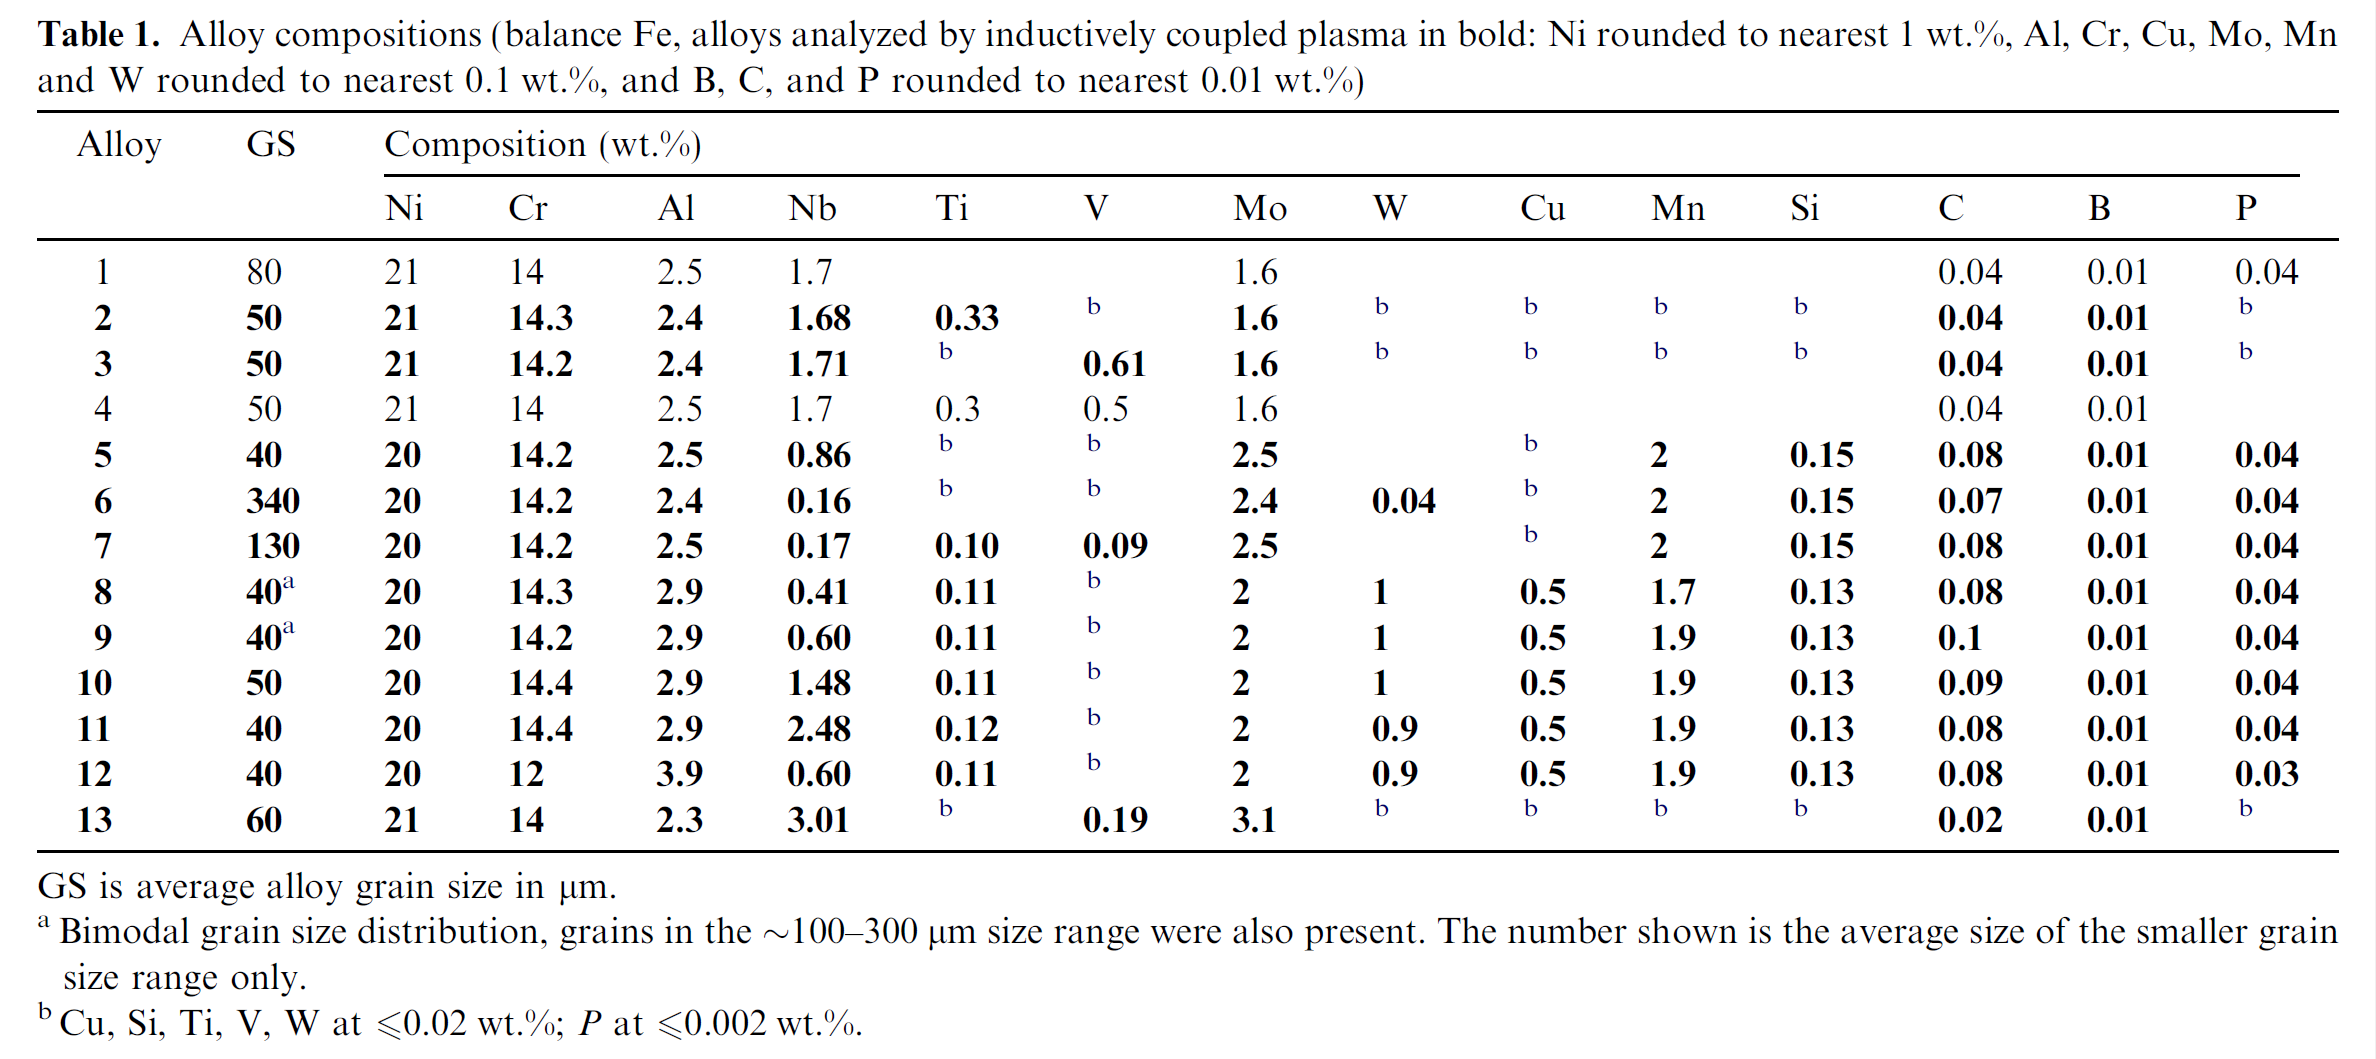 Table 1. Alloy compositions (balance Fe, alloys analyzed by inductively coupled plasma in bold: Ni rounded to nearest 1 wt.%, Al, Cr, Cu, Mo, Mn
and W rounded to nearest 0.1 wt.%, and B, C, and P rounded to nearest 0.01 wt.%)
Alloy GS Composition (wt.%)
Ni Cr Al Nb Ti V Mo W Cu Mn Si C B P
1 80 21 14 2.5 1.7 1.6 0.04 0.01 0.04
2 50 21 14.3 2.4 1.68 0.33 b 1.6 b b b b 0.04 0.01 b
3 50 21 14.2 2.4 1.71 b 0.61 1.6 b b b b 0.04 0.01 b
4 50 21 14 2.5 1.7 0.3 0.5 1.6 0.04 0.01
5 40 20 14.2 2.5 0.86 b b 2.5 b 2 0.15 0.08 0.01 0.04
6 340 20 14.2 2.4 0.16 b b 2.4 0.04 b 2 0.15 0.07 0.01 0.04
7 130 20 14.2 2.5 0.17 0.10 0.09 2.5 b 2 0.15 0.08 0.01 0.04
8 40a 20 14.3 2.9 0.41 0.11 b 2 1 0.5 1.7 0.13 0.08 0.01 0.04
9 40a 20 14.2 2.9 0.60 0.11 b 2 1 0.5 1.9 0.13 0.1 0.01 0.04
10 50 20 14.4 2.9 1.48 0.11 b 2 1 0.5 1.9 0.13 0.09 0.01 0.04
11 40 20 14.4 2.9 2.48 0.12 b 2 0.9 0.5 1.9 0.13 0.08 0.01 0.04
12 40 20 12 3.9 0.60 0.11 b 2 0.9 0.5 1.9 0.13 0.08 0.01 0.03
13 60 21 14 2.3 3.01 b 0.19 3.1 b b b b 0.02 0.01 b
GS is average alloy grain size in μm.
a Bimodal grain size distribution, grains in the ~100–300 μm size range were also present. The number shown is the average size of the smaller grain
size range only.
b Cu, Si, Ti, V, W at ⩽0.02 wt.%; P at ⩽0.002 wt.%.